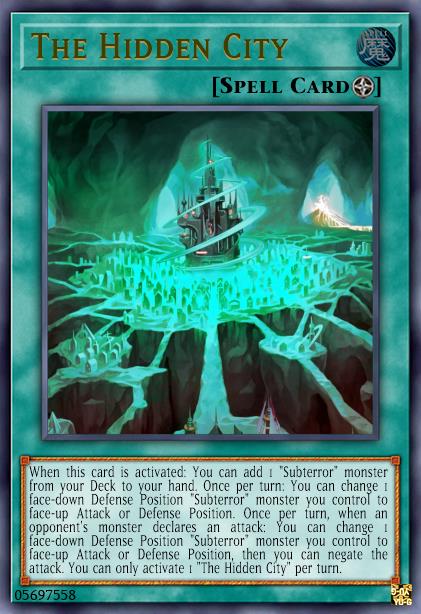 The Hidden City
SPELL
魔
[Spell Card]
When this card is activated: You can add 1 "Subterror" monster
from your Deck to your hand. Once per turn: You can change 1
face-down Defense Position "Subterror" monster you control to
face-up Attack or Defense Position. Once per turn, when an
opponent's monster declares an attack: You can change 1
face-down Defense Position "Subterror" monster you control to
face-up Attack or Defense Position, then you can negate the
attack. You can only activate 1 "The Hidden City" per turn.
05697558